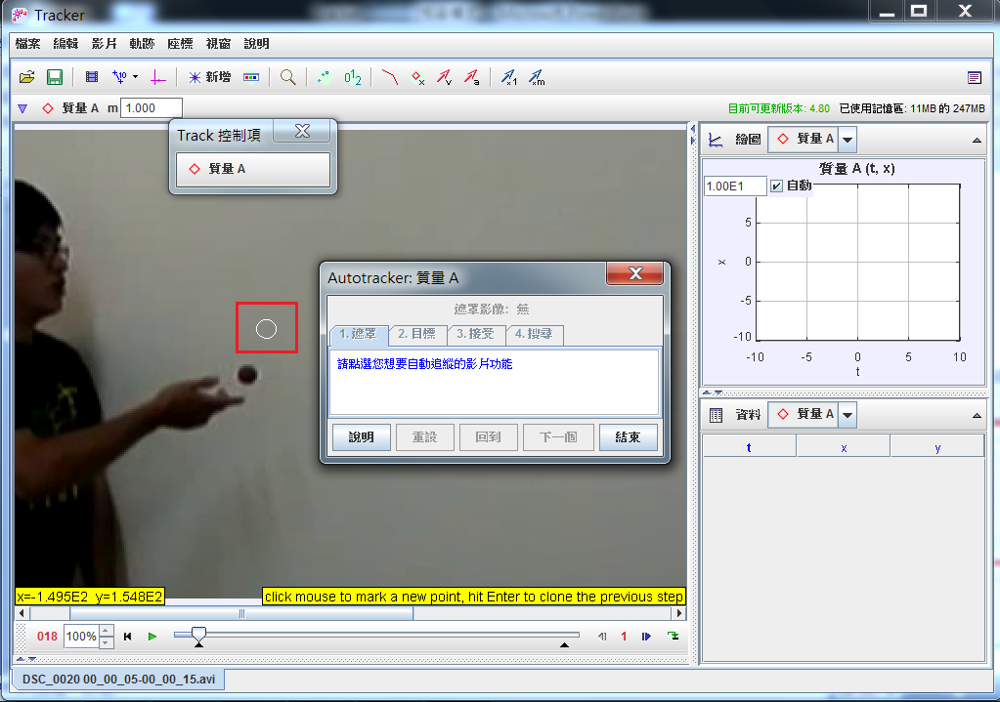 Tracker
檔案 編輯 影片 軌跡 座標 視窗 說明
新增
質量 A m 1.000
目前可更新版本: 4.80 已使用記憶區: 11MB 的 247MB
Track 控制項
質量 A
繪圖 質量 A
質量 A (t, x)
1.00E1 自動
5
0
-5
-10
x
-10 -5 0 5 10
t
Autotracker: 質量 A
遮罩影像: 無
1. 遮罩 2. 目標 3. 接受 4. 搜尋
請點選您想要自動追縱的影片功能
說明 重設 回到 下一個 結束
資料 質量 A
t x y
x=-1.495E2 y=1.548E2
click mouse to mark a new point, hit Enter to clone the previous step
018 100% 1
DSC_0020 00_00_05-00_00_15.avi